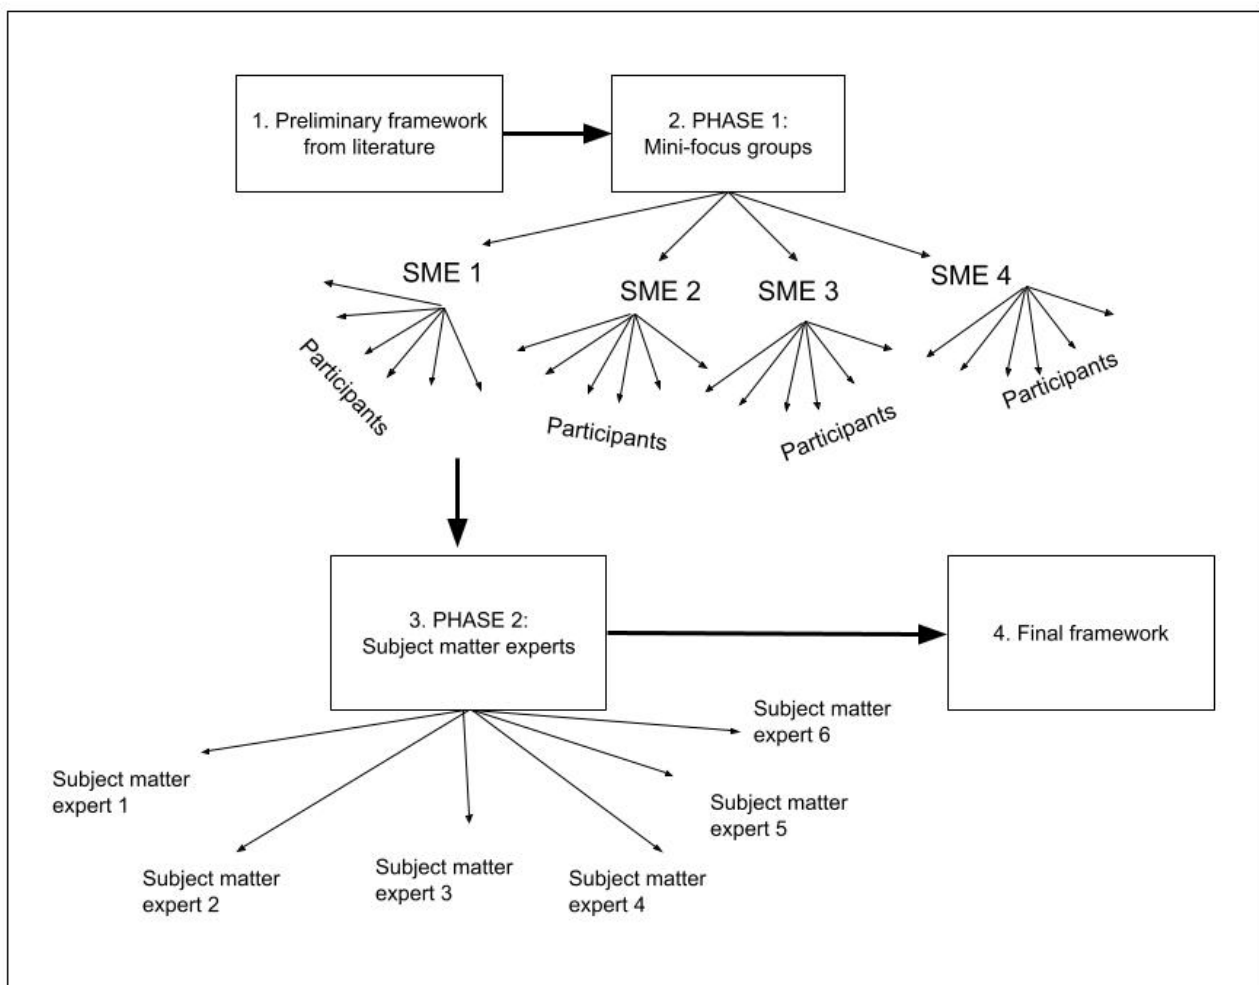 1. Preliminary framework
from literature
2. PHASE 1:
Mini-focus groups
SME 1
SME 2
SME 3
SME 4
Participants
Participants
Participants
Participants
3. PHASE 2:
Subject matter experts
4. Final framework
Subject matter
expert 1
Subject matter
expert 2
Subject matter
expert 3
Subject matter
expert 4
Subject matter
expert 5
Subject matter
expert 6